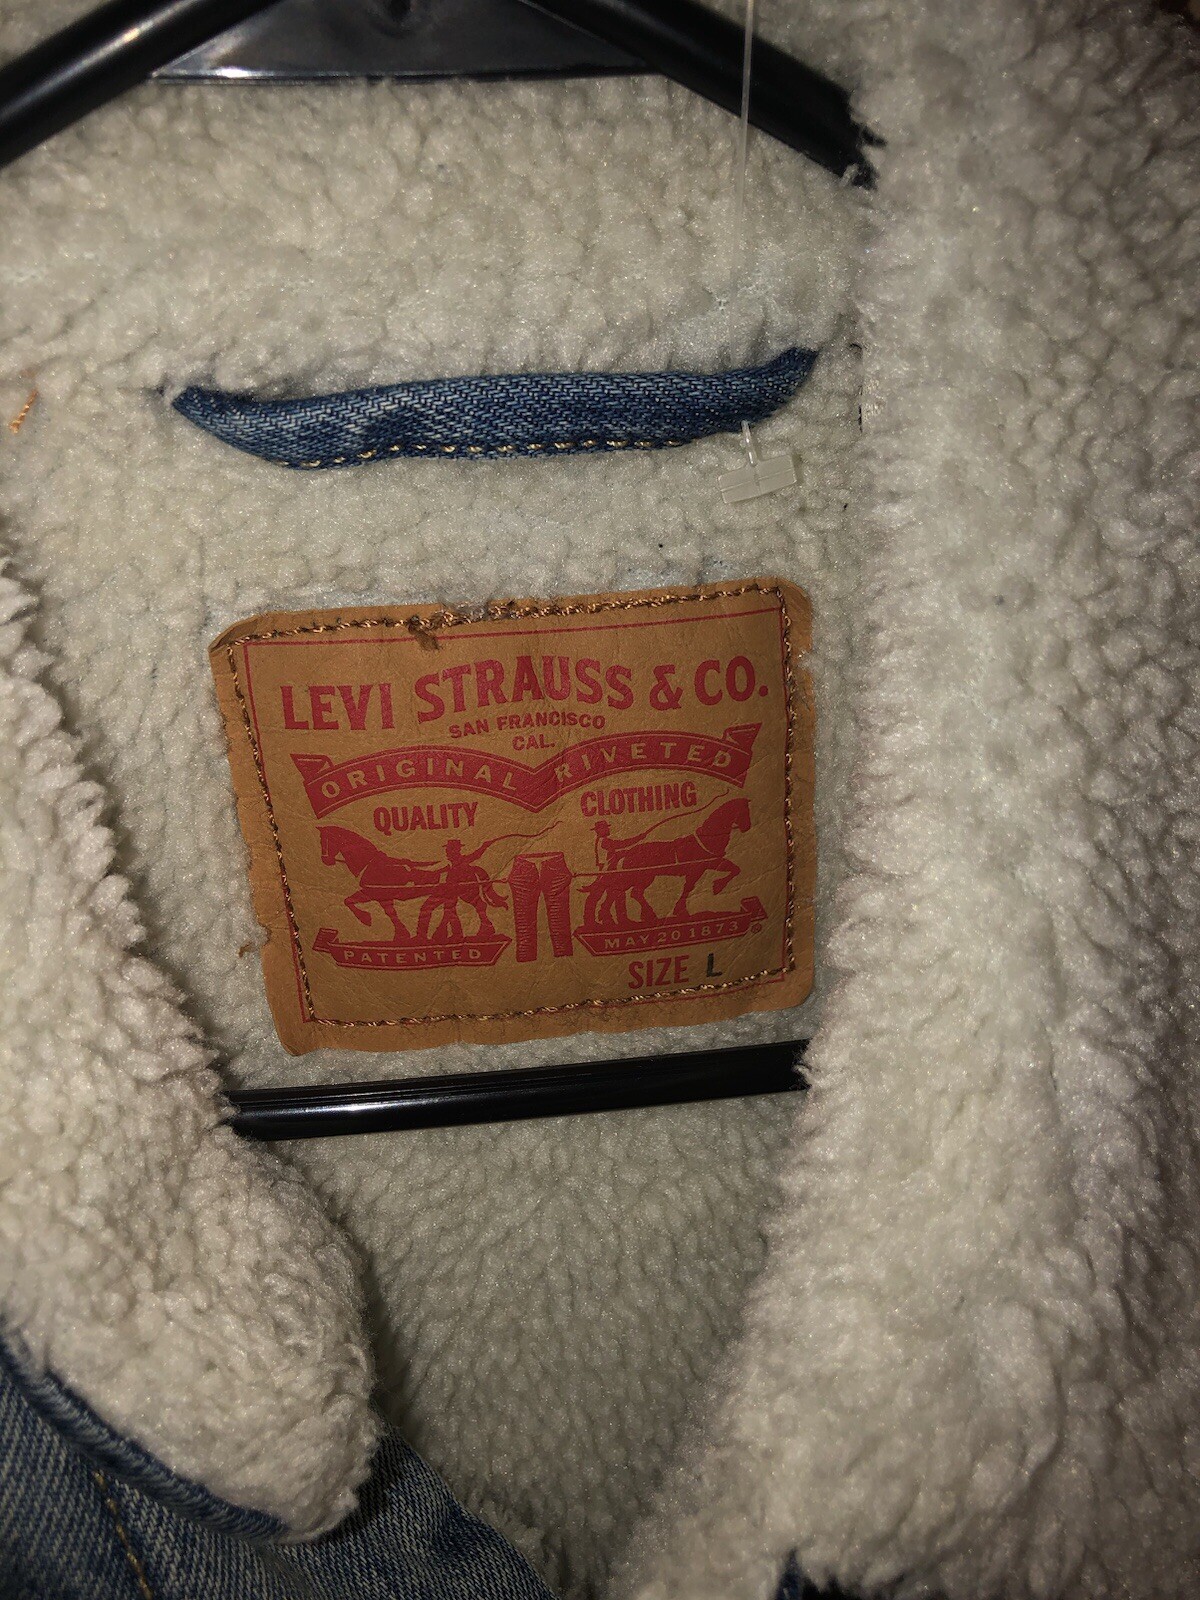 LEVI STRAUSS & CO.
SAN FRANCISCO
CAL.
ORIGINAL RIVETED
QUALITY CLOTHING
PATENTED MAY 20 1873 ®
SIZE L